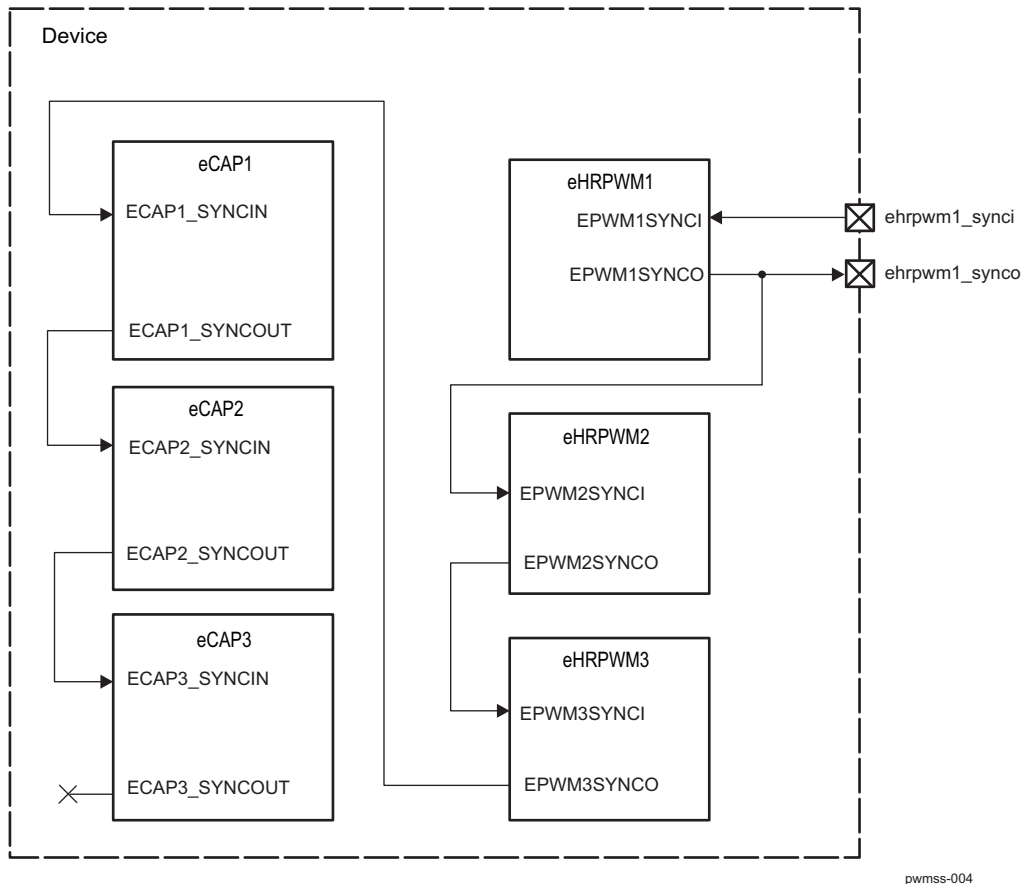 Device
eCAP1
ECAP1_SYNCIN
ECAP1_SYNCOUT
eCAP2
ECAP2_SYNCIN
ECAP2_SYNCOUT
eCAP3
ECAP3_SYNCIN
ECAP3_SYNCOUT
eHRPWM1
EPWM1SYNCI
EPWM1SYNCO
ehrpwm1_synci
ehrpwm1_synco
eHRPWM2
EPWM2SYNCI
EPWM2SYNCO
eHRPWM3
EPWM3SYNCI
EPWM3SYNCO
pwmss-004